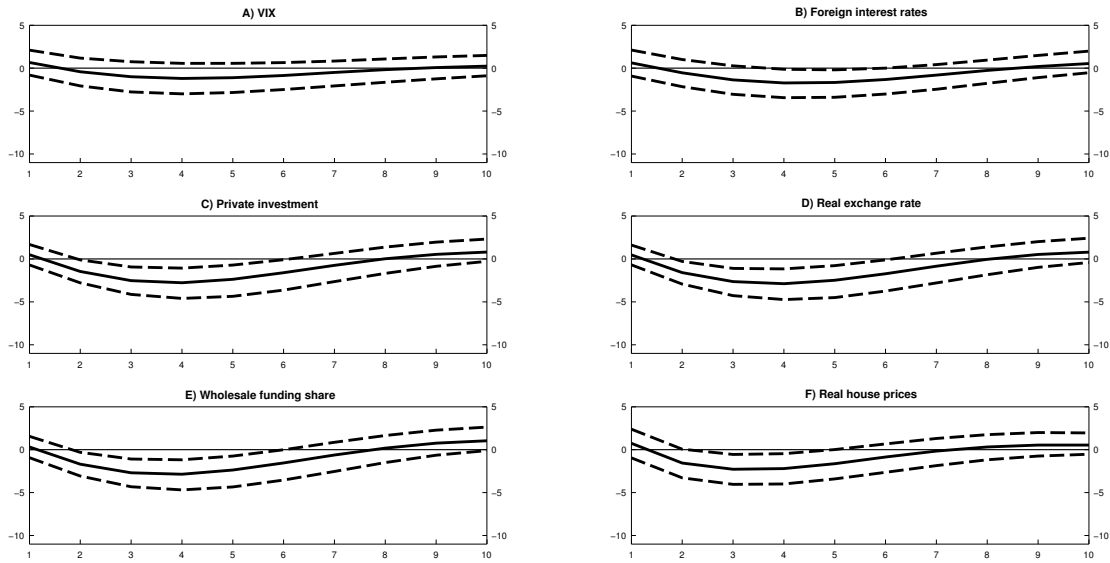 A) VIX
5 5
0 0
−5 −5
−10 −10
1 2 3 4 5 6 7 8 9 10
B) Foreign interest rates
5 5
0 0
−5 −5
−10 −10
1 2 3 4 5 6 7 8 9 10
C) Private investment
5 5
0 0
−5 −5
−10 −10
1 2 3 4 5 6 7 8 9 10
D) Real exchange rate
5 5
0 0
−5 −5
−10 −10
1 2 3 4 5 6 7 8 9 10
E) Wholesale funding share
5 5
0 0
−5 −5
−10 −10
1 2 3 4 5 6 7 8 9 10
F) Real house prices
5 5
0 0
−5 −5
−10 −10
1 2 3 4 5 6 7 8 9 10